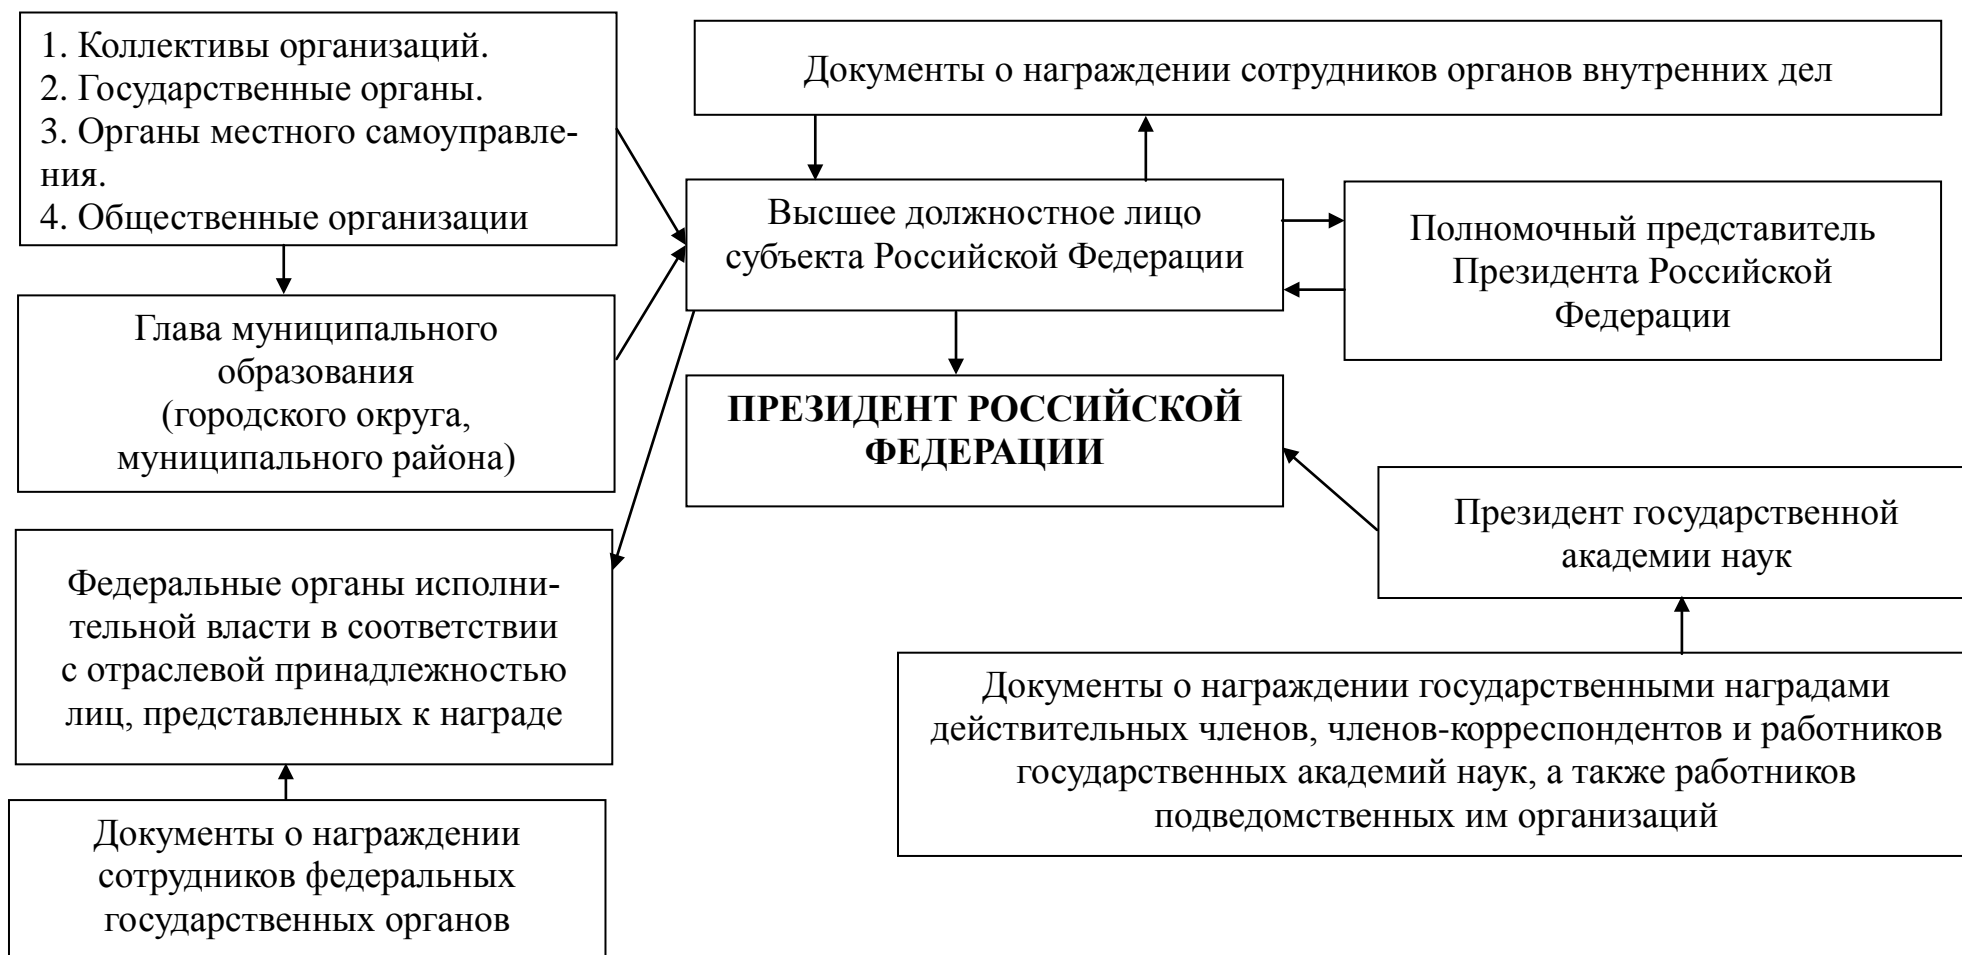 1. Коллективы организаций.
2. Государственные органы.
3. Органы местного самоуправле-
ния.
4. Общественные организации
Документы о награждении сотрудников органов внутренних дел
Высшее должностное лицо
субъекта Российской Федерации
Полномочный представитель
Президента Российской
Федерации
Глава муниципального
образования
(городского округа,
муниципального района)
ПРЕЗИДЕНТ РОССИЙСКОЙ
ФЕДЕРАЦИИ
Президент государственной
академии наук
Федеральные органы исполни-
тельной власти в соответствии
с отраслевой принадлежностью
лиц, представленных к награде
Документы о награждении государственными наградами
действительных членов, членов-корреспондентов и работников
государственных академий наук, а также работников
подведомственных им организаций
Документы о награждении
сотрудников федеральных
государственных органов